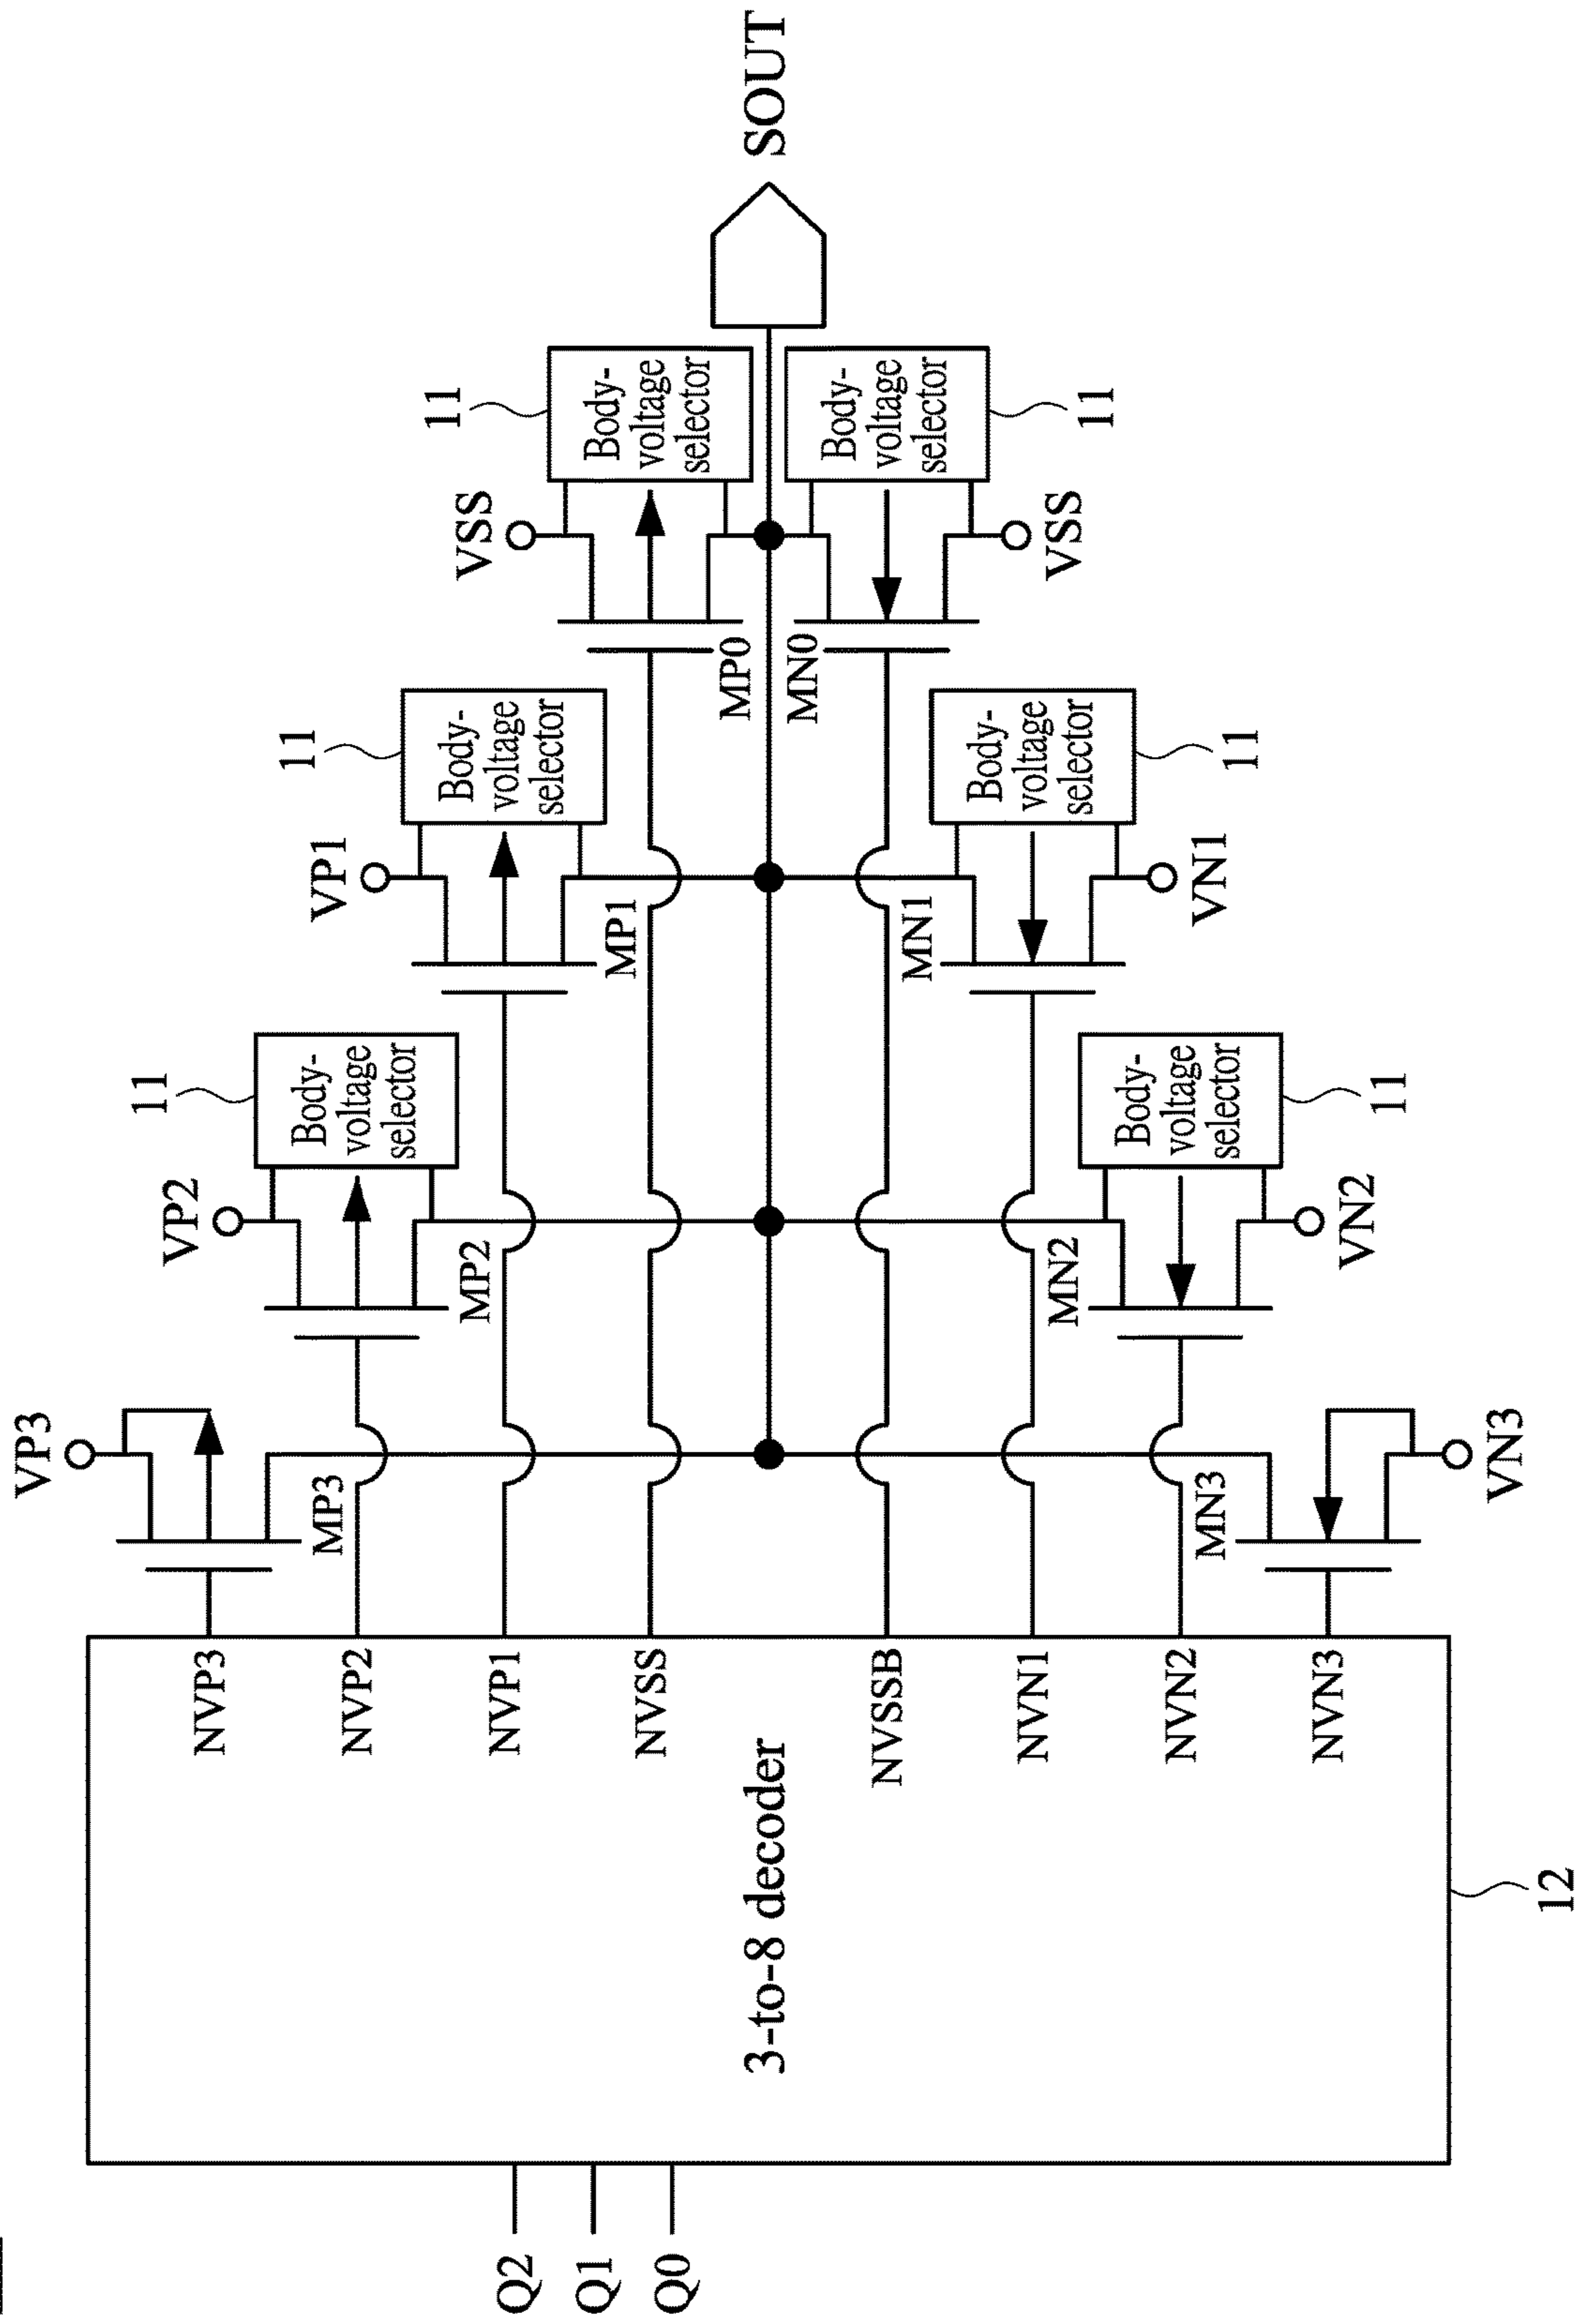 VP3
VP2
VP1
VSS
11
11
11
Body-
voltage
selector
Body-
voltage
selector
Body-
voltage
selector
MP3
MP2
MP1
MP0
SOUT
Q2
Q1
Q0
3-to-8 decoder
NVP3
NVP2
NVP1
NVSS
NVSSB
NVN1
NVN2
NVN3
MN3
MN2
MN1
MN0
Body-
voltage
selector
Body-
voltage
selector
Body-
voltage
selector
11
11
11
VSS
VN1
VN2
VN3
12